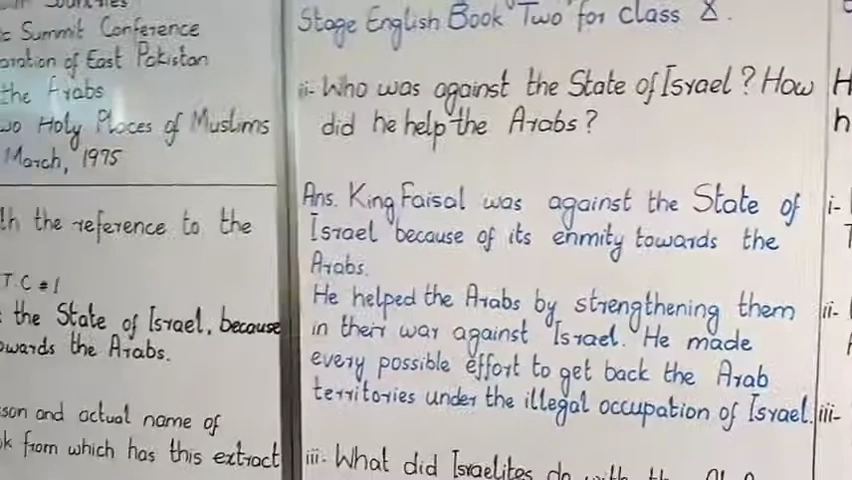 Summit Conference
of East Pakistan
the Arabs
Holy Places of Muslims
March, 1975
the reference to the
T.C #1
the State of Israel, because
the Arabs.
and actual name of
from which has this extract
Stage English Book Two for class X.
ii- Who was against the State of Israel? How
did he help the Arabs?
Ans. King Faisal was against the State of
Israel because of its enmity towards the
Arabs.
He helped the Arabs by strengthening them
in their war against Israel. He made
every possible effort to get back the Arab
territories under the illegal occupation of Israel.
iii- What did Israelites do
i-
ii-
iii-